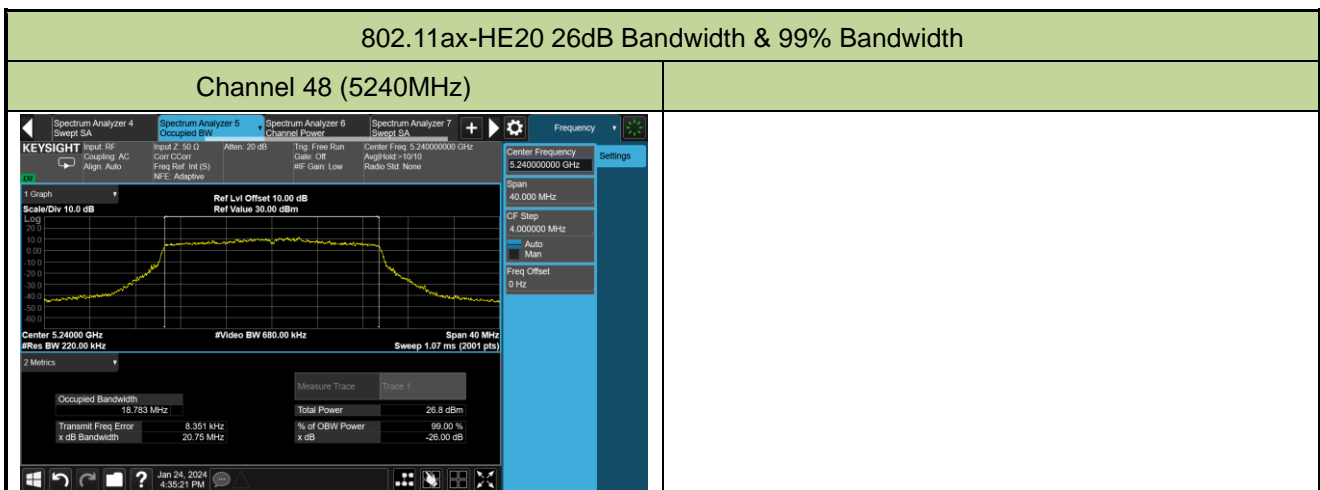 802.11ax-HE20 26dB Bandwidth & 99% Bandwidth
Channel 48 (5240MHz)
Spectrum Analyzer 4
Swept SA
Spectrum Analyzer 5
Occupied BW
Spectrum Analyzer 6
Channel Power
Spectrum Analyzer 7
Swept SA
Frequency
KEYSIGHT
Input: RF
Coupling: AC
Align: Auto
Input Z: 50 Ω
Corr CCorr
Freq Ref: Int (S)
NFE: Adaptive
Atten: 20 dB
Trig: Free Run
Gate: Off
#IF Gain: Low
Center Freq: 5.240000000 GHz
Avg|Hold:>10/10
Radio Std: None
Center Frequency
5.240000000 GHz
Settings
Span
40.000 MHz
CF Step
4.000000 MHz
Auto
Man
Freq Offset
0 Hz
1 Graph
Scale/Div 10.0 dB
Ref Lvl Offset 10.00 dB
Ref Value 30.00 dBm
Log
20.0
10.0
0.00
-10.0
-20.0
-30.0
-40.0
-50.0
-60.0
Center 5.24000 GHz
#Video BW 680.00 kHz
Span 40 MHz
#Res BW 220.00 kHz
Sweep 1.07 ms (2001 pts)
2 Metrics
Measure Trace
Trace 1
Occupied Bandwidth
18.783 MHz
Total Power
26.8 dBm
Transmit Freq Error
8.351 kHz
% of OBW Power
99.00 %
x dB Bandwidth
20.75 MHz
x dB
-26.00 dB
Jan 24, 2024
4:35:21 PM